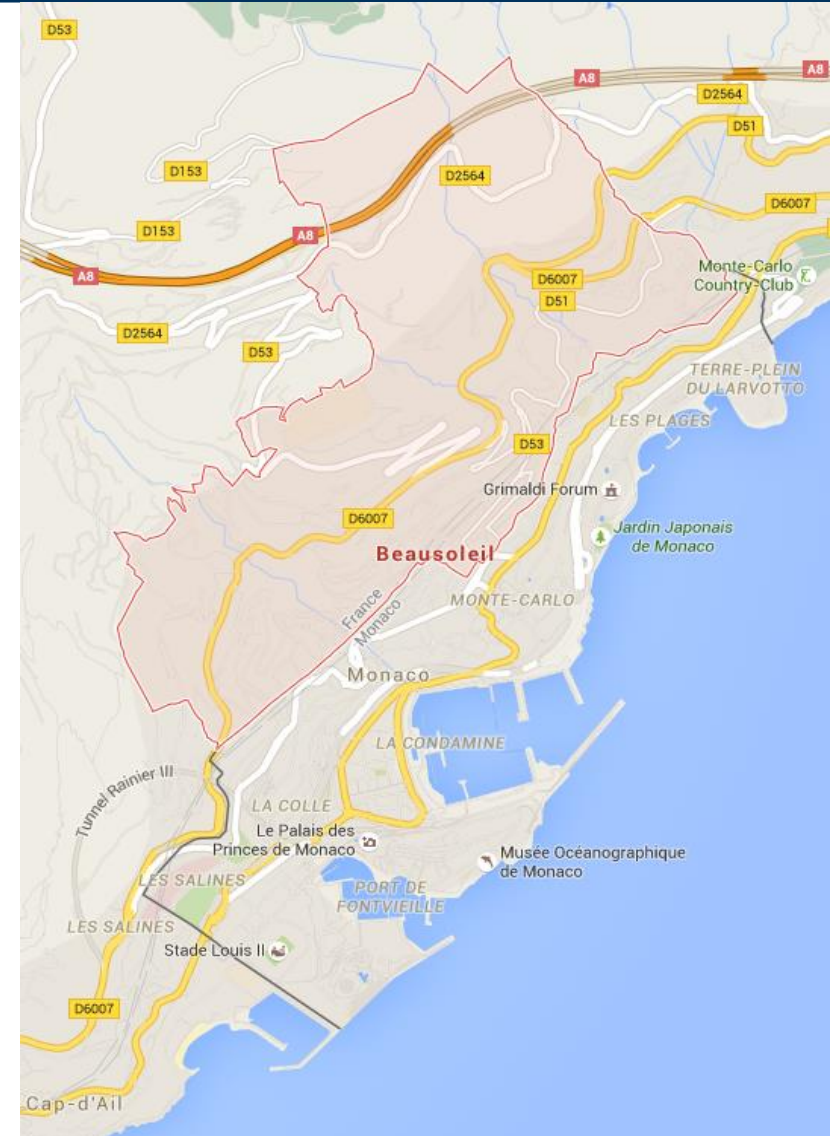 D53
A8
A8
D2564
D51
D153
D2564
D6007
D153
A8
Monte-Carlo
Country-Club
A8
D6007
D51
D2564
D53
TERRE-PLEIN
DU LARVOTTO
LES PLAGES
D53
Grimaldi Forum
D6007
Jardin Japonais
de Monaco
Beausoleil
France
Monaco
MONTE-CARLO
Monaco
LA CONDAMINE
Tunnel Rainier III
LA COLLE
Le Palais des
Princes de Monaco
Musée Océanographique
de Monaco
LES SALINES
PORT DE
FONTVIEILLE
LES SALINES
Stade Louis II
D6007
Cap-d'Ail